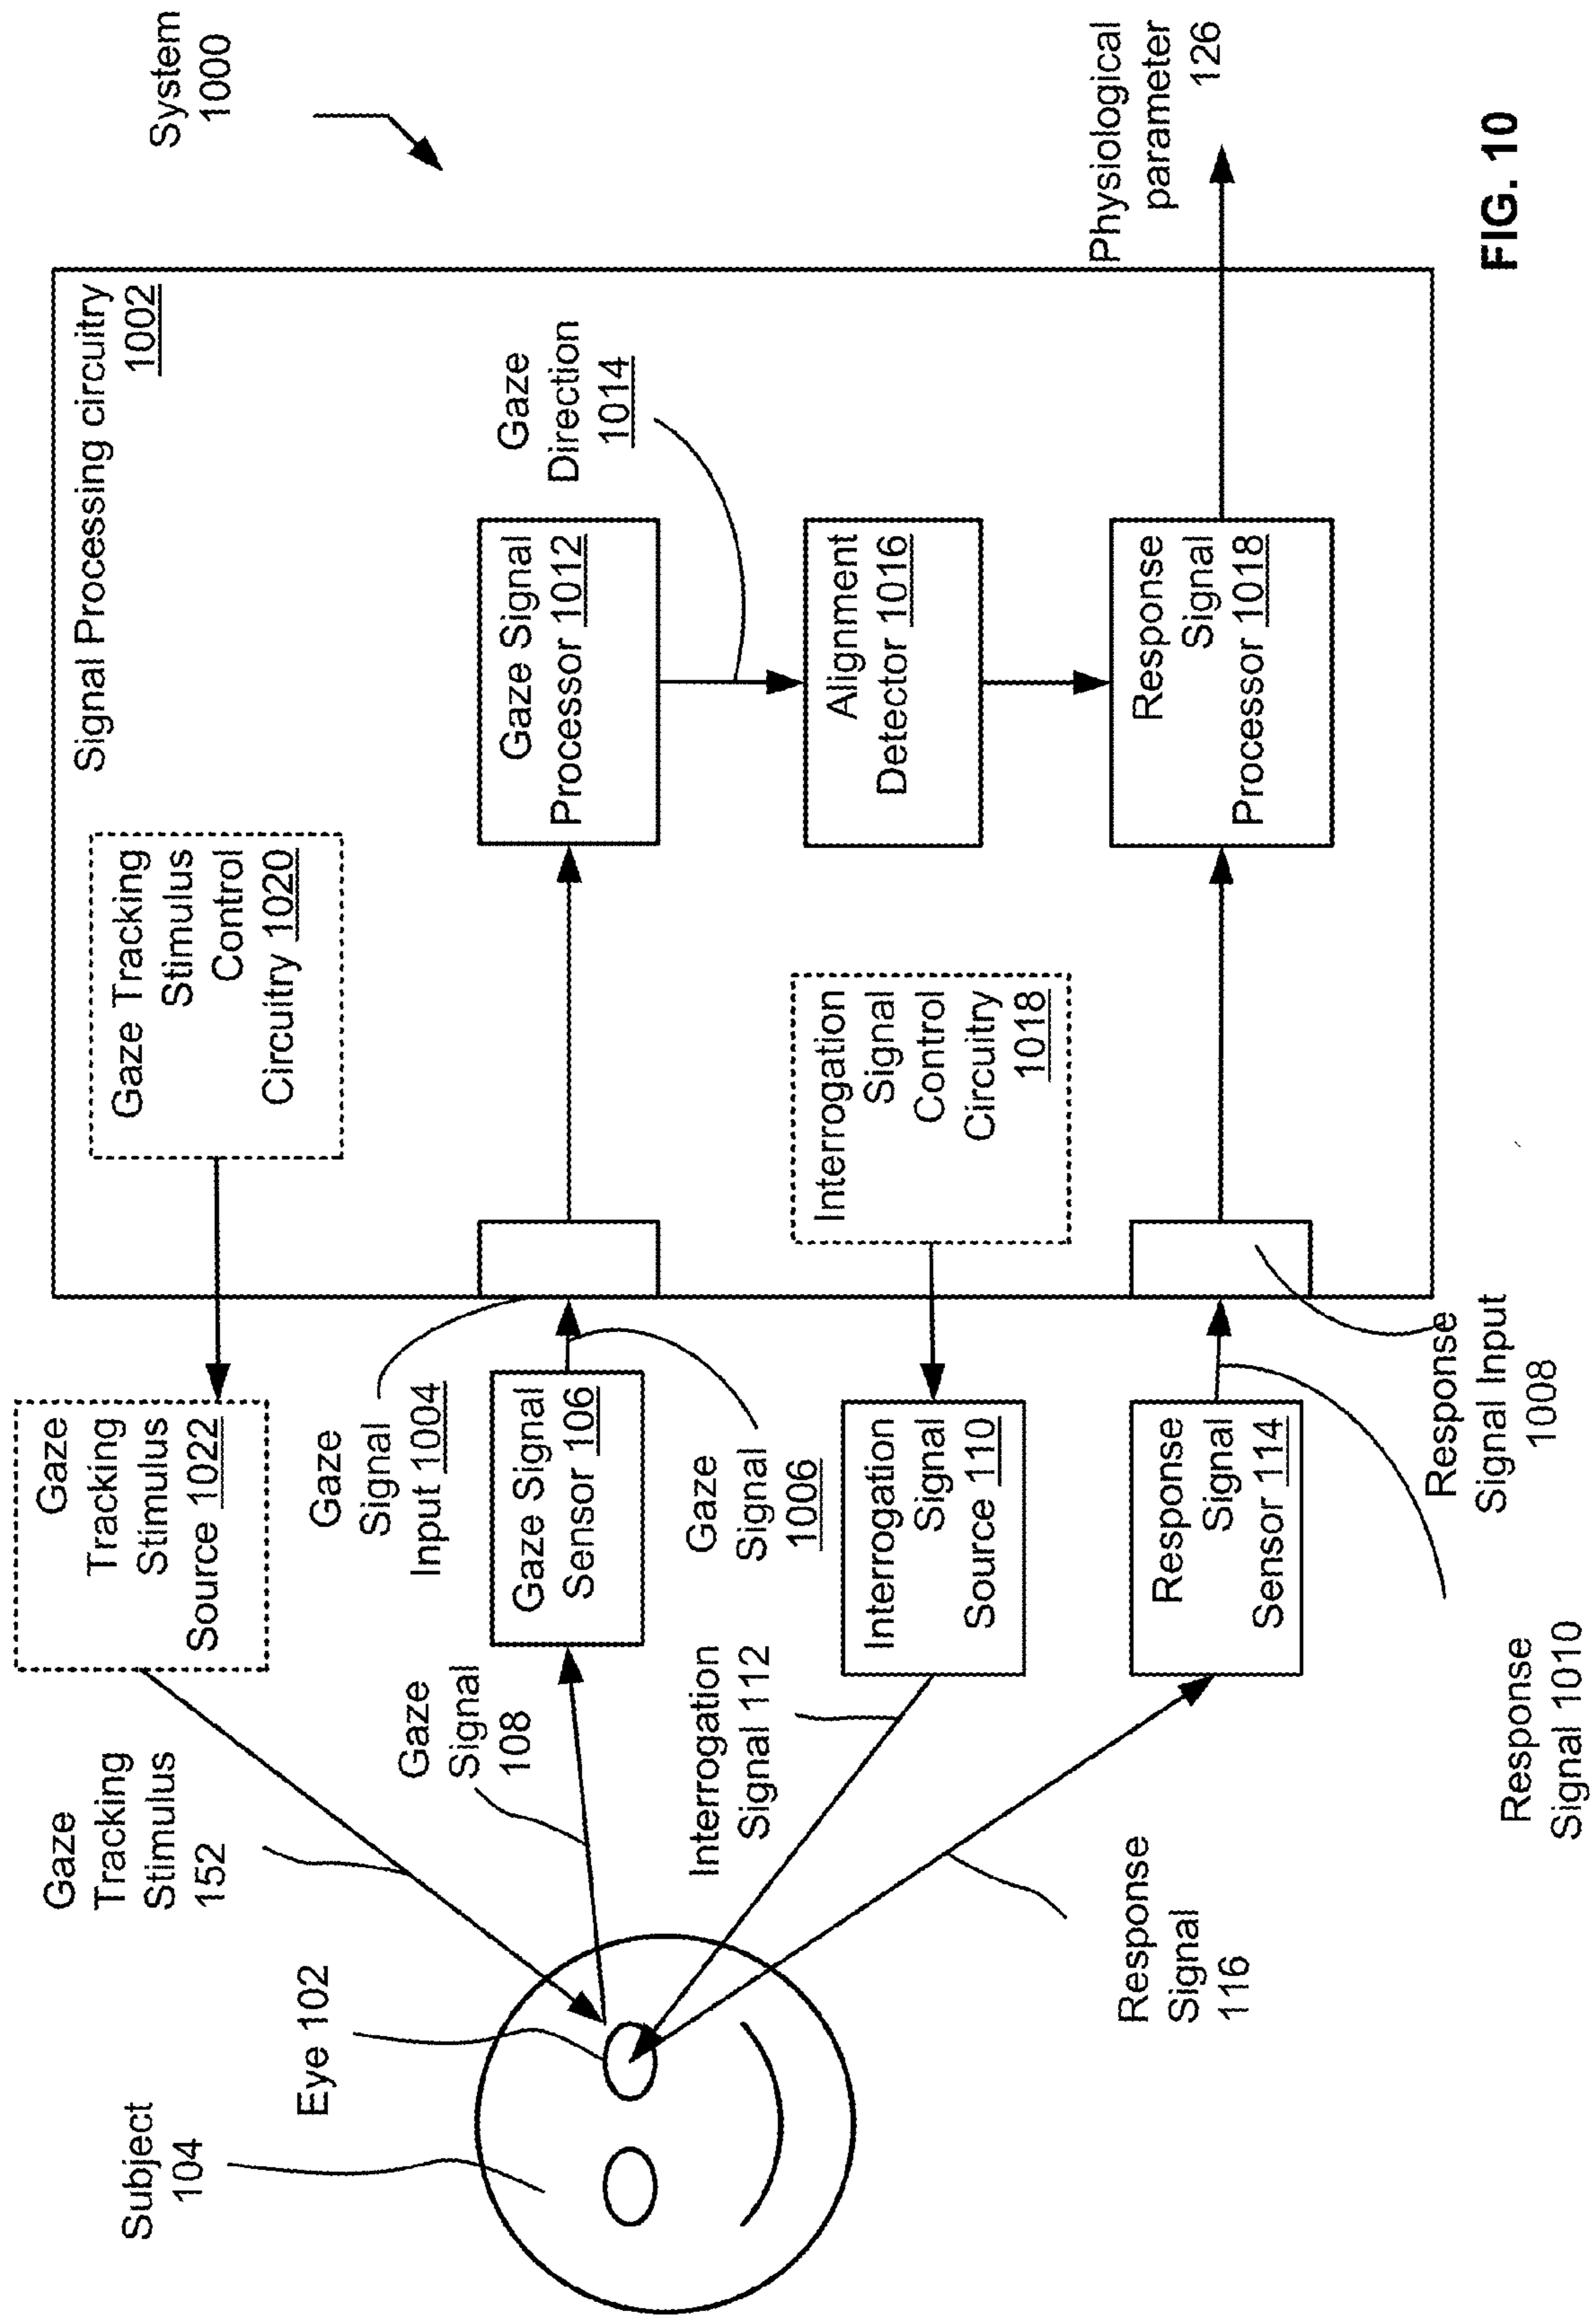 System
1000
Signal Processing circuitry
1002
Gaze Tracking
Stimulus
Control
Circuitry 1020
Gaze
Tracking
Stimulus
Source 1022
Gaze
Tracking
Stimulus
152
Subject
104
Eye 102
Gaze
Signal
108
Gaze
Signal
Input 1004
Gaze Signal
Sensor 106
Gaze
Signal
1006
Gaze Signal
Processor 1012
Gaze
Direction
1014
Alignment
Detector 1016
Interrogation
Signal
Control
Circuitry
1018
Interrogation
Signal 112
Interrogation
Signal
Source 110
Response
Signal
116
Response
Signal
Sensor 114
Response
Signal
Processor 1018
Physiological
parameter
126
Response
Signal Input
1008
Response
Signal 1010
FIG. 10